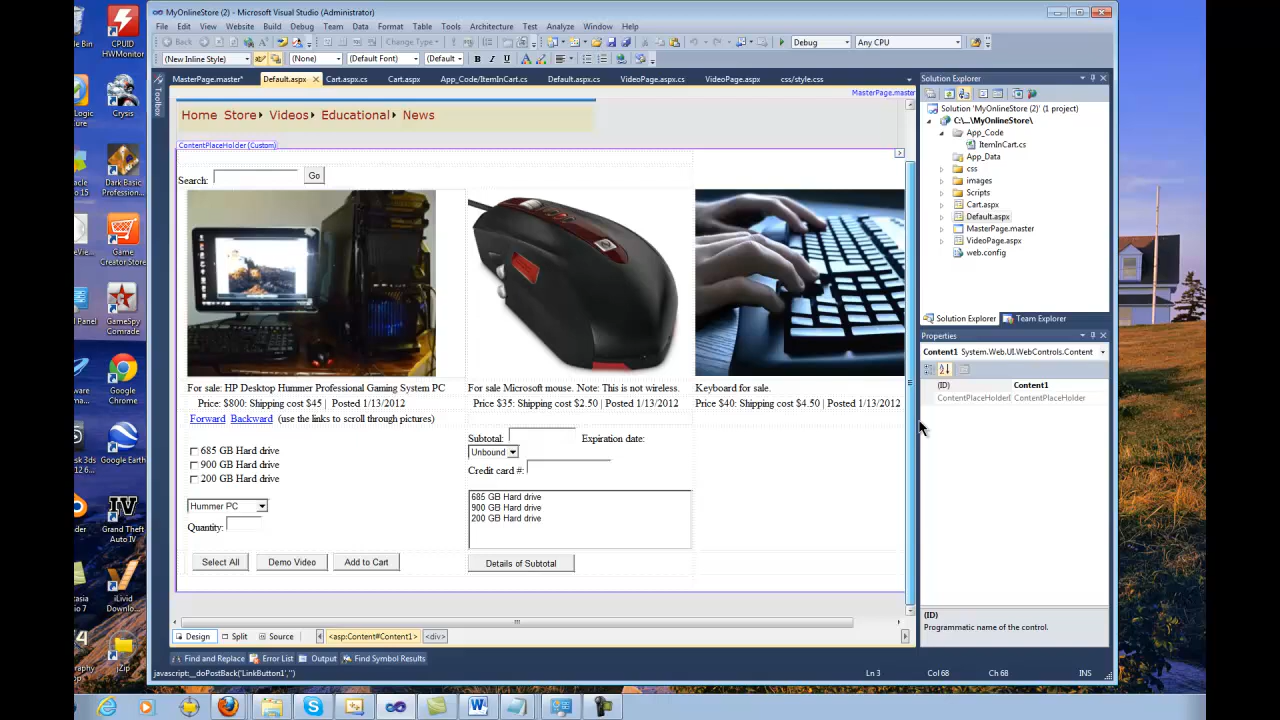 MyOnlineStore (2) - Microsoft Visual Studio (Administrator)
File Edit View Website Build Debug Team Data Format Table Tools Architecture Test Analyze Window Help
Back Change Type Debug Any CPU
(New Inline Style) (None) (Default Font) (Default B I U
MasterPage.master* Default.aspx Cart.aspx.cs Cart.aspx App_Code/ItemInCart.cs Default.aspx.cs VideoPage.aspx.cs VideoPage.aspx css/style.css
Toolbox
MasterPage.master
Home Store Videos Educational News
ContentPlaceHolder (Custom)
Search: Go
For sale: HP Desktop Hummer Professional Gaming System PC
Price: $800: Shipping cost $45 | Posted 1/13/2012
Forward Backward (use the links to scroll through pictures)
For sale Microsoft mouse. Note: This is not wireless.
Price $35: Shipping cost $2.50 | Posted 1/13/2012
Keyboard for sale.
Price $40; Shipping cost $4.50 | Posted 1/13/2012
685 GB Hard drive
900 GB Hard drive
200 GB Hard drive
Hummer PC
Quantity:
Select All Demo Video Add to Cart
Subtotal: Expiration date:
Unbound
Credit card #:
685 GB Hard drive
900 GB Hard drive
200 GB Hard drive
Details of Subtotal
Design Split Source <asp:Content#Content1> <div>
Find and Replace Error List Output Find Symbol Results
javascript:__doPostBack('LinkButton1','') Ln 3 Col 68 Ch 68 INS
Solution Explorer
Solution 'MyOnlineStore (2)' (1 project)
C:\...\MyOnlineStore\
App_Code
ItemInCart.cs
App_Data
css
images
Scripts
Cart.aspx
Default.aspx
MasterPage.master
VideoPage.aspx
web.config
Solution Explorer Team Explorer
Properties
Content1 System.Web.UI.WebControls.Content
(ID) Content1
ContentPlaceHolderI ContentPlaceHolder
(ID)
Programmatic name of the control.
CPUID
HWMonitor
Crysis
Dark Basic
Profession...
Game
Creator Store
GameSpy
Comrade
Google
Chrome
Google Earth
Grand Theft
Auto IV
iLivid
Downlo...
jZip